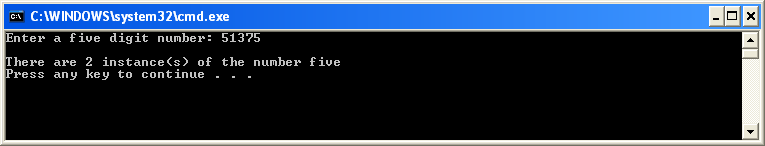 C:\WINDOWS\system32\cmd.exe
Enter a five digit number: 51375
There are 2 instance(s) of the number five
Press any key to continue . . .